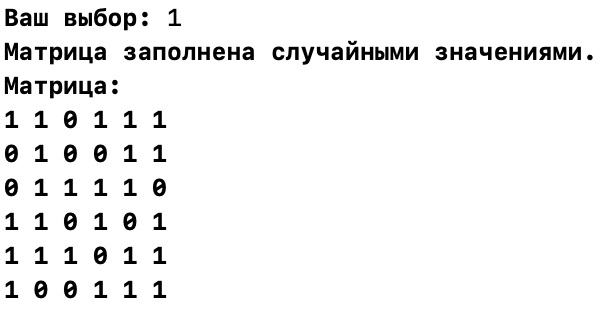 Ваш выбор: 1
Матрица заполнена случайными значениями.
Матрица:
1 1 0 1 1 1
0 1 0 0 1 1
0 1 1 1 1 0
1 1 0 1 0 1
1 1 1 0 1 1
1 0 0 1 1 1